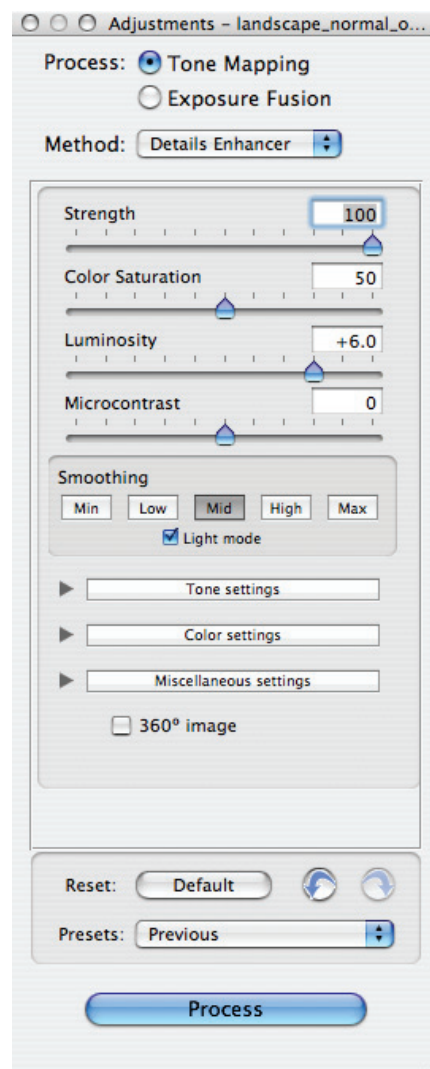 Adjustments – landscape_normal_o...
Process: Tone Mapping
Exposure Fusion
Method: Details Enhancer
Strength 100
Color Saturation 50
Luminosity +6.0
Microcontrast 0
Smoothing
Min Low Mid High Max
Light mode
Tone settings
Color settings
Miscellaneous settings
360º image
Reset: Default
Presets: Previous
Process